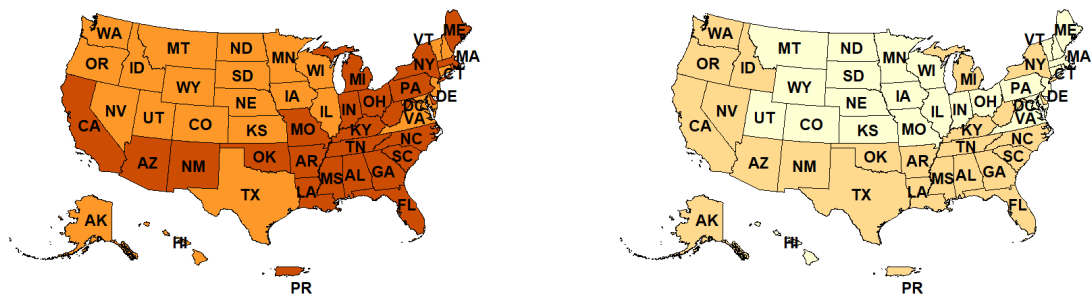 WA
MT
ND
MN
VT
ME
OR
ID
SD
WI
MI
NY
MA
WY
CT
NV
NE
IA
PA
DE
UT
CO
IL
IN
OH
DC
CA
KS
MO
KY
VA
AZ
NM
OK
AR
TN
NC
SC
TX
LA
MS
AL
GA
FL
AK
HI
PR
WA
MT
ND
MN
VT
ME
OR
ID
SD
WI
MI
NY
MA
WY
CT
NV
NE
IA
PA
DE
UT
CO
IL
IN
OH
DC
CA
KS
MO
KY
VA
AZ
NM
OK
AR
TN
NC
SC
TX
LA
MS
AL
GA
FL
AK
HI
PR